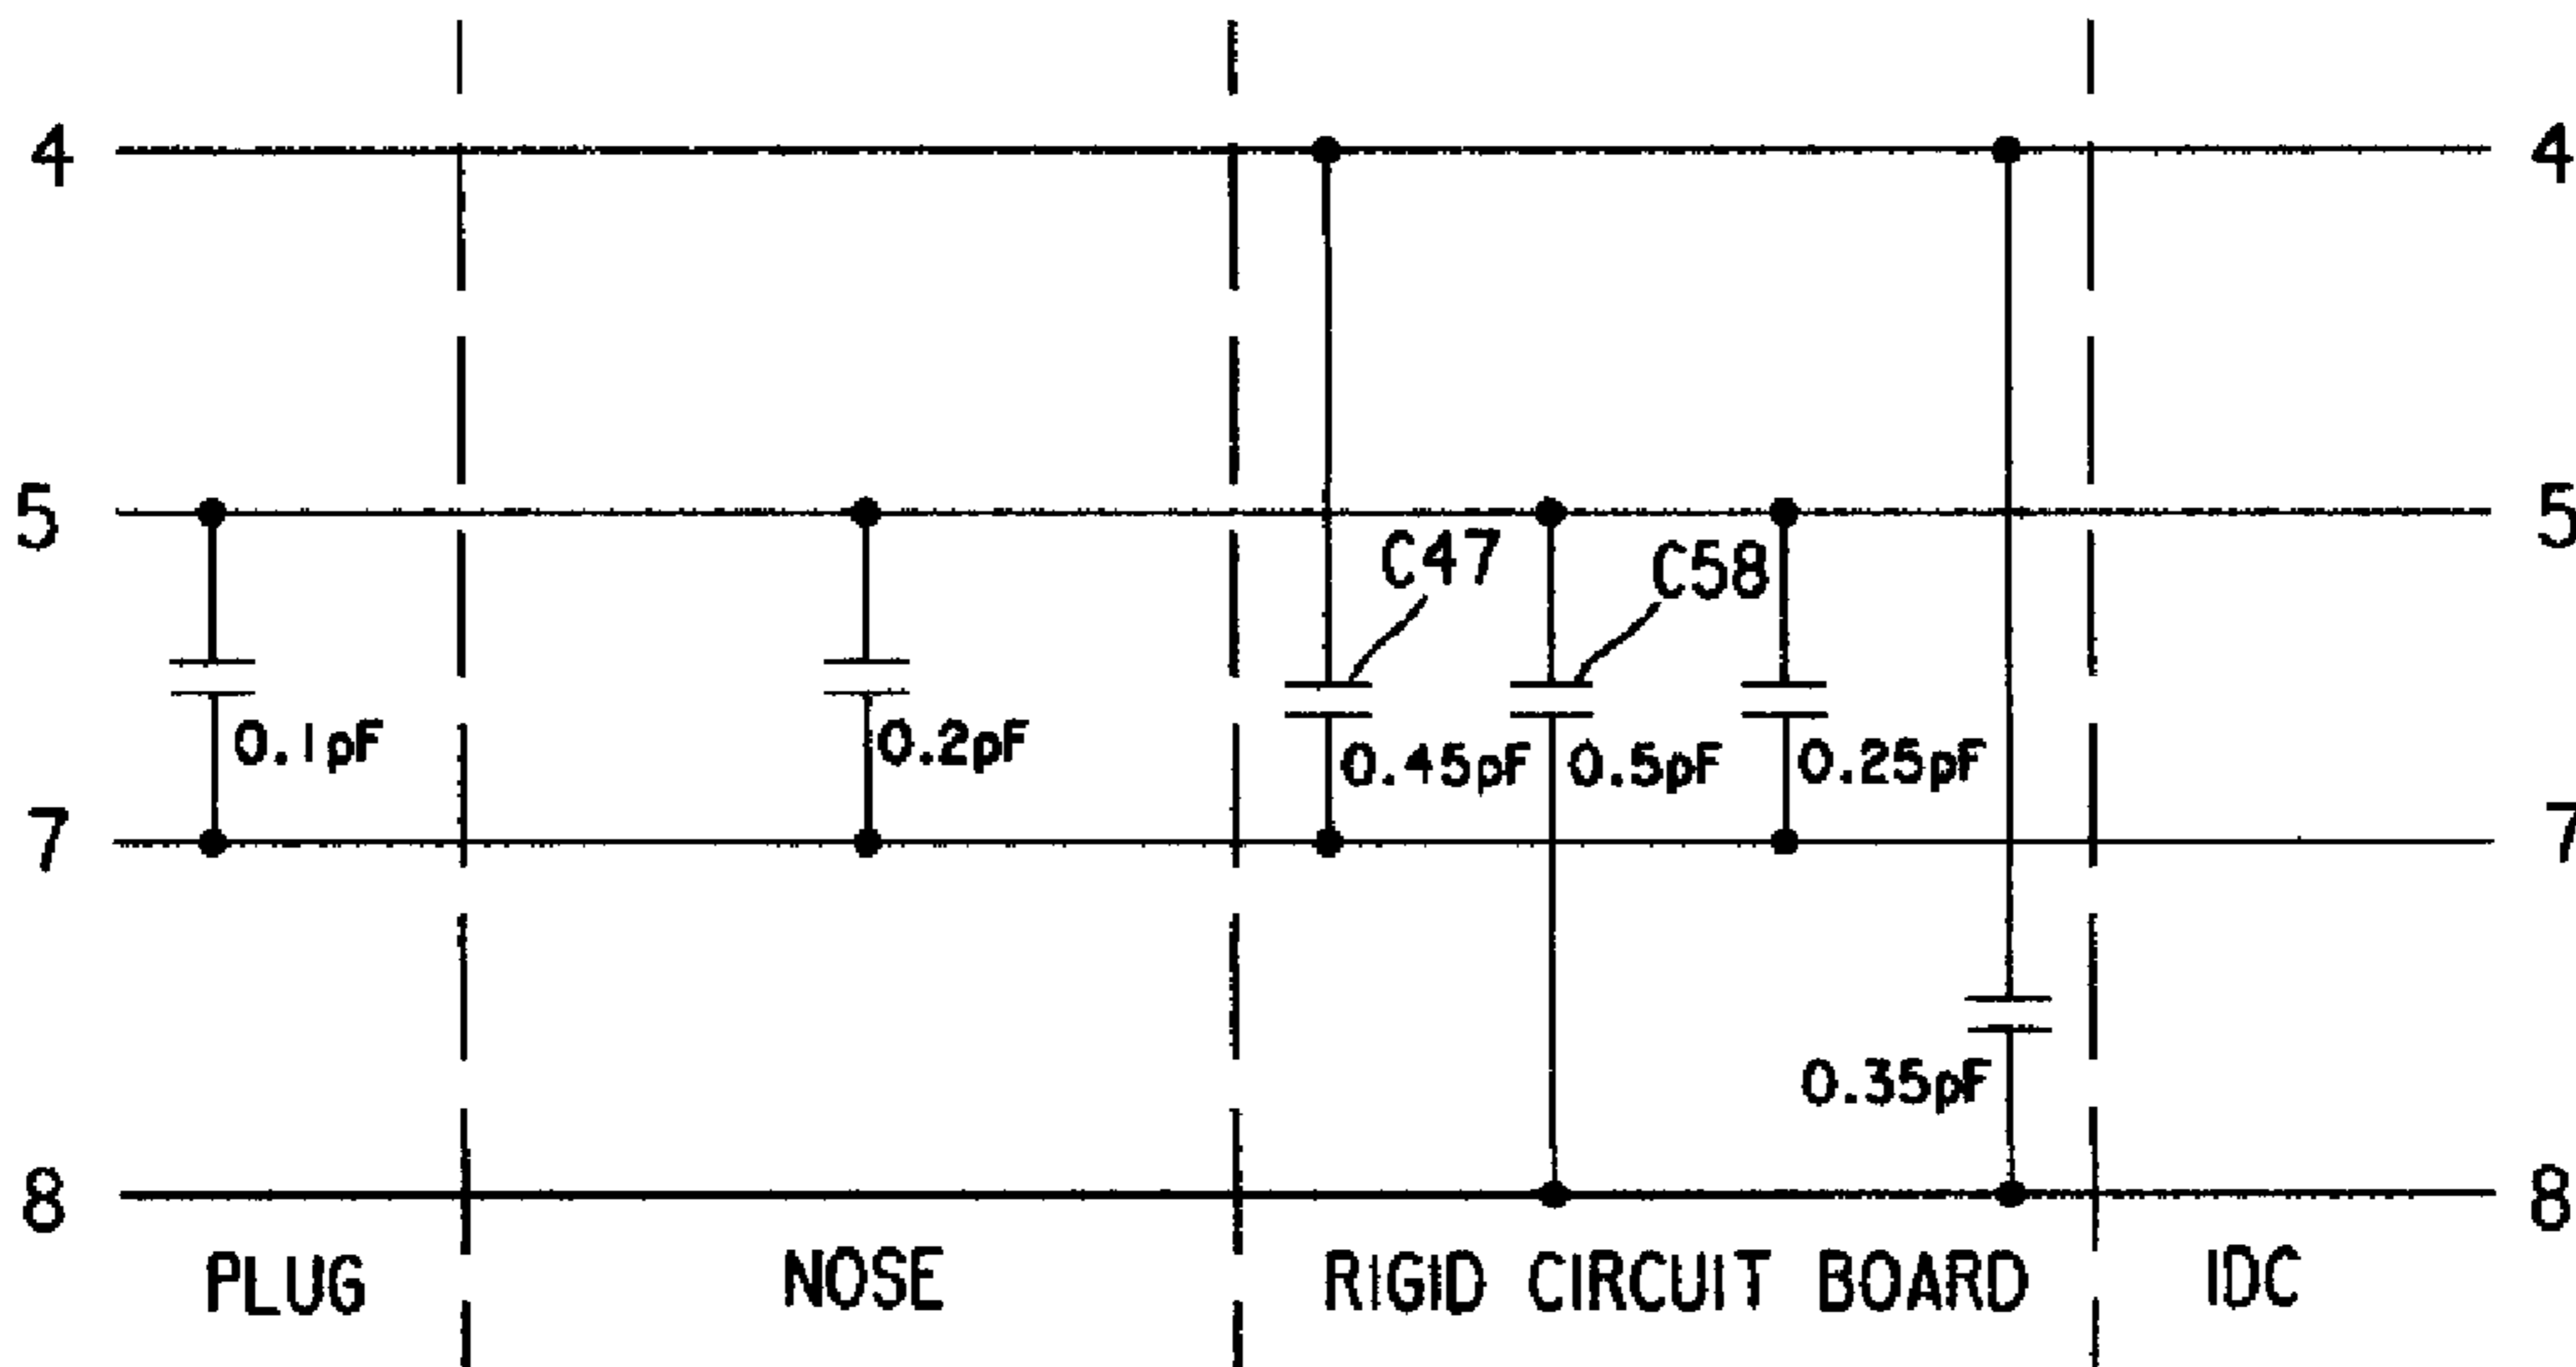 4 4
5 5
C47 C58
0.1pF 0.2pF 0.45pF 0.5pF 0.25pF
7 7
0.35pF
8 8
PLUG NOSE RIGID CIRCUIT BOARD IDC